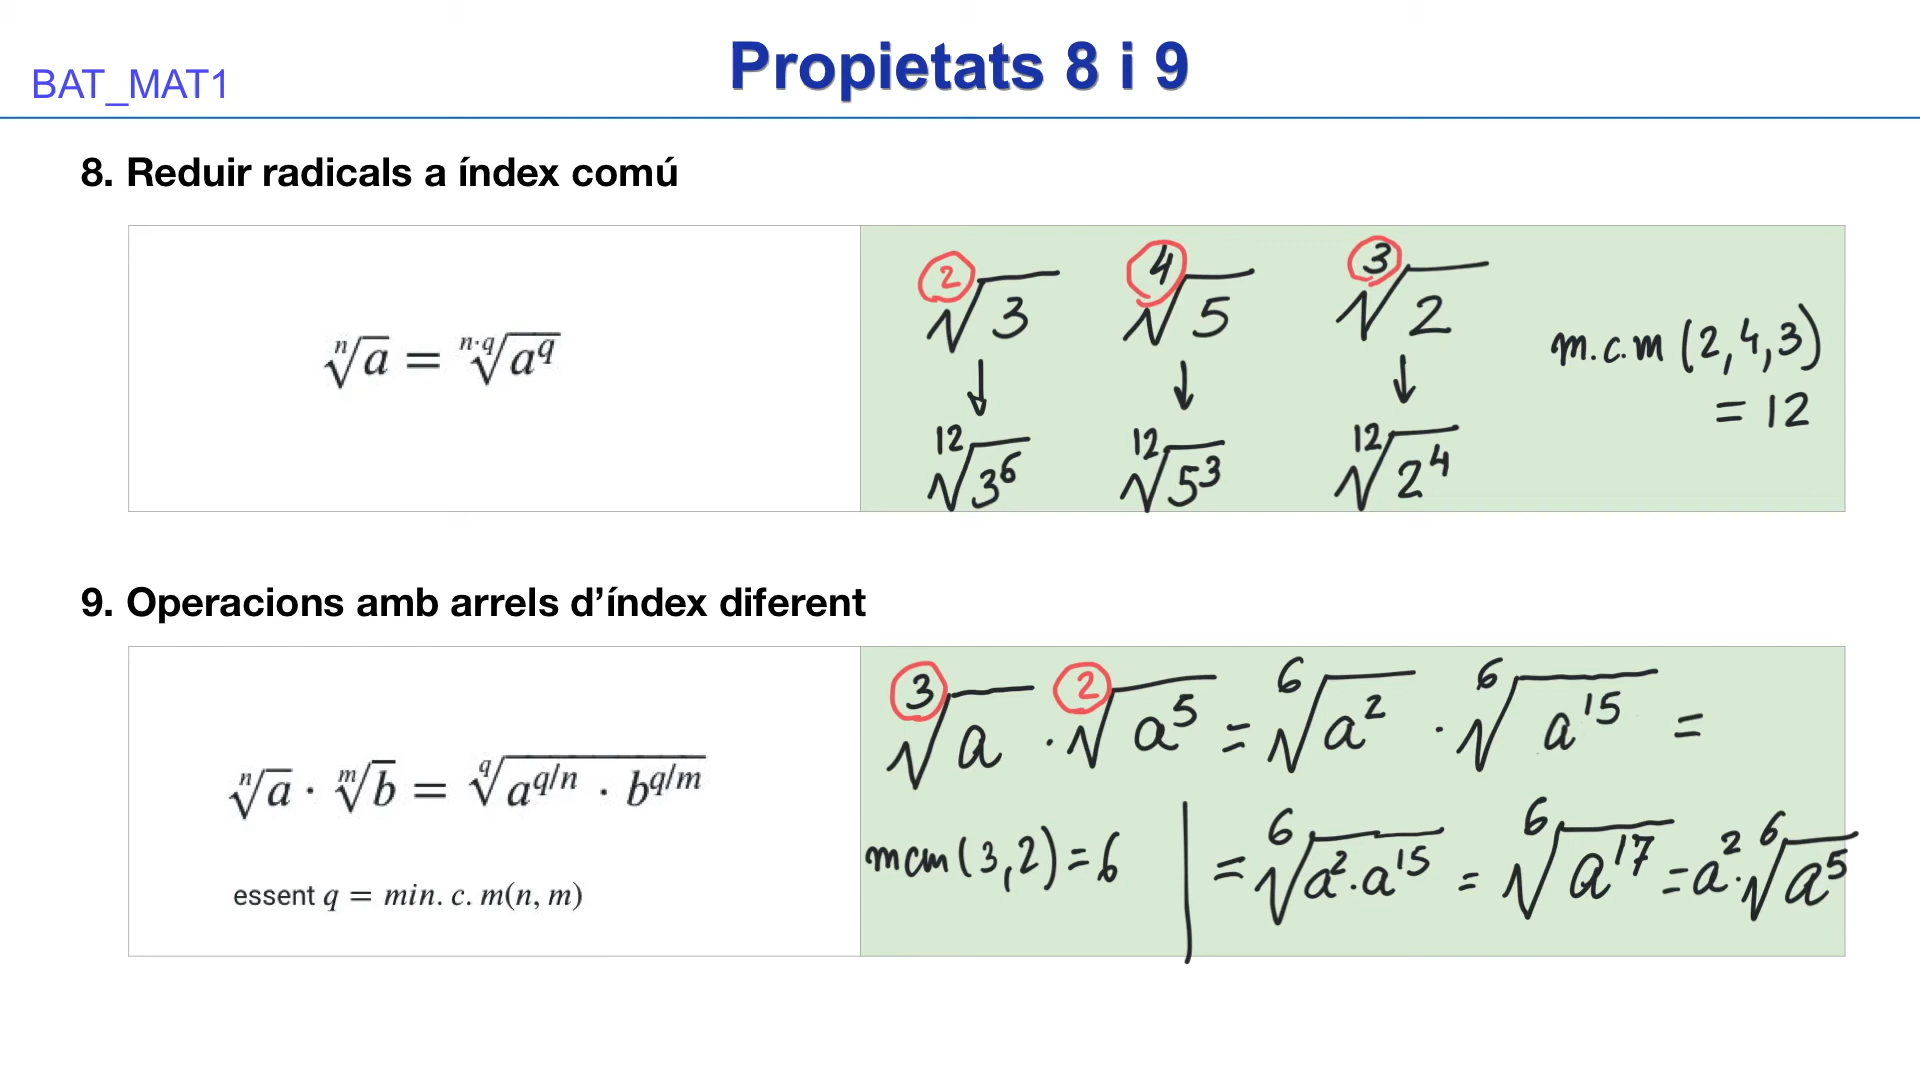 BAT_MAT1
Propietats 8 i 9
8. Reduir radicals a índex comú
ⁿ√a = ⁿ·q√(a^q)
²√3 ⁴√5 ³√2
↓ ↓ ↓
¹²√3⁶ ¹²√5³ ¹²√2⁴
m.c.m (2,4,3)
= 12
9. Operacions amb arrels d’índex diferent
ⁿ√a · ᵐ√b = q√(a^(q/n) · b^(q/m))
essent q = min. c. m(n, m)
³√a · ²√a⁵ = ⁶√a² · ⁶√a¹⁵ =
mcm (3,2) = 6
= ⁶√(a²·a¹⁵) = ⁶√a¹⁷ = a²·⁶√a⁵